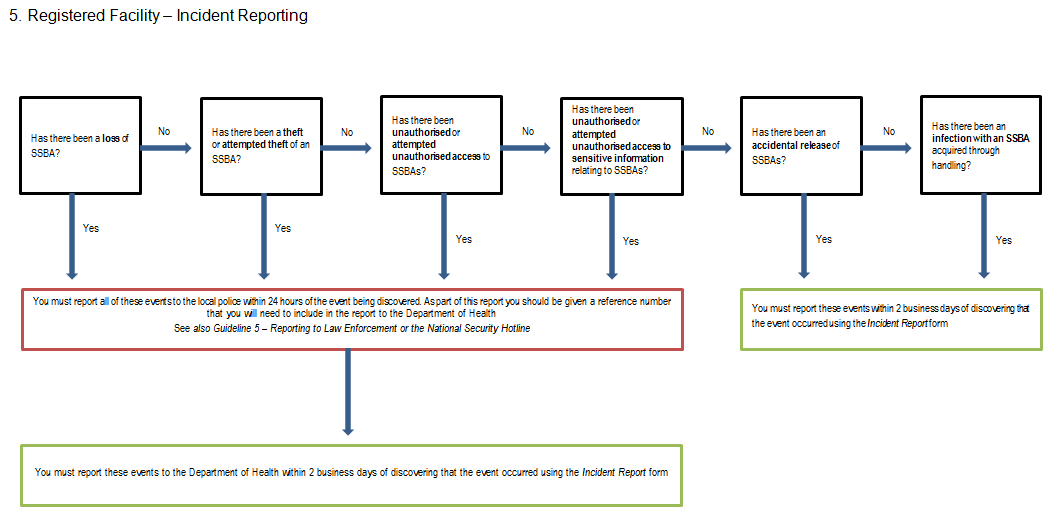 5. Registered Facility – Incident Reporting
Has there been a loss of
SSBA?
No
Has there been a theft
or attempted theft of an
SSBA?
No
Has there been
unauthorised or
attempted
unauthorised access to
SSBAs?
No
Has there been
unauthorised or
attempted
unauthorised access to
sensitive information
relating to SSBAs?
No
Has there been an
accidental release of
SSBAs?
No
Has there been an
infection with an SSBA
acquired through
handling?
Yes
Yes
Yes
Yes
Yes
Yes
You must report all of these events to the local police within 24 hours of the event being discovered. As part of this report you should be given a reference number
that you will need to include in the report to the Department of Health
See also Guideline 5 – Reporting to Law Enforcement or the National Security Hotline
You must report these events within 2 business days of discovering that
the event occurred using the Incident Report form
You must report these events to the Department of Health within 2 business days of discovering that the event occurred using the Incident Report form